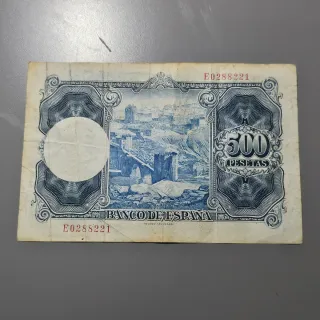 E0288221
500
PESETAS
BANCO DE ESPAÑA
E0288221